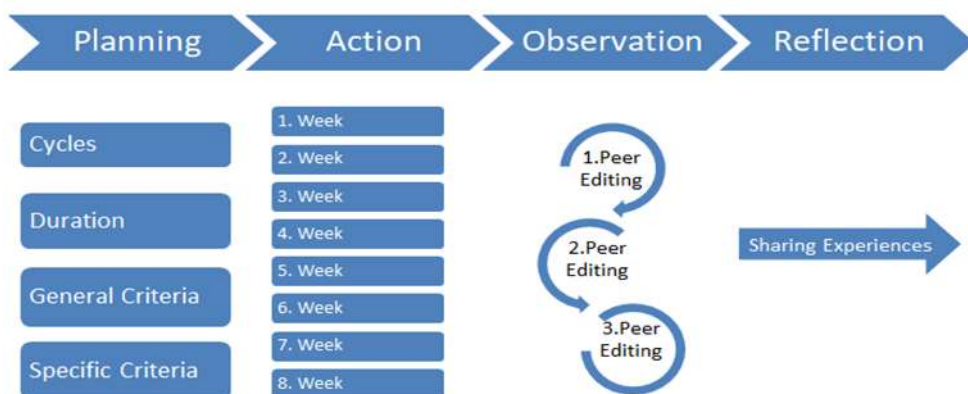 Planning
Action
Observation
Reflection
Cycles
Duration
General Criteria
Specific Criteria
1. Week
2. Week
3. Week
4. Week
5. Week
6. Week
7. Week
8. Week
1.Peer
Editing
2.Peer
Editing
3.Peer
Editing
Sharing Experiences